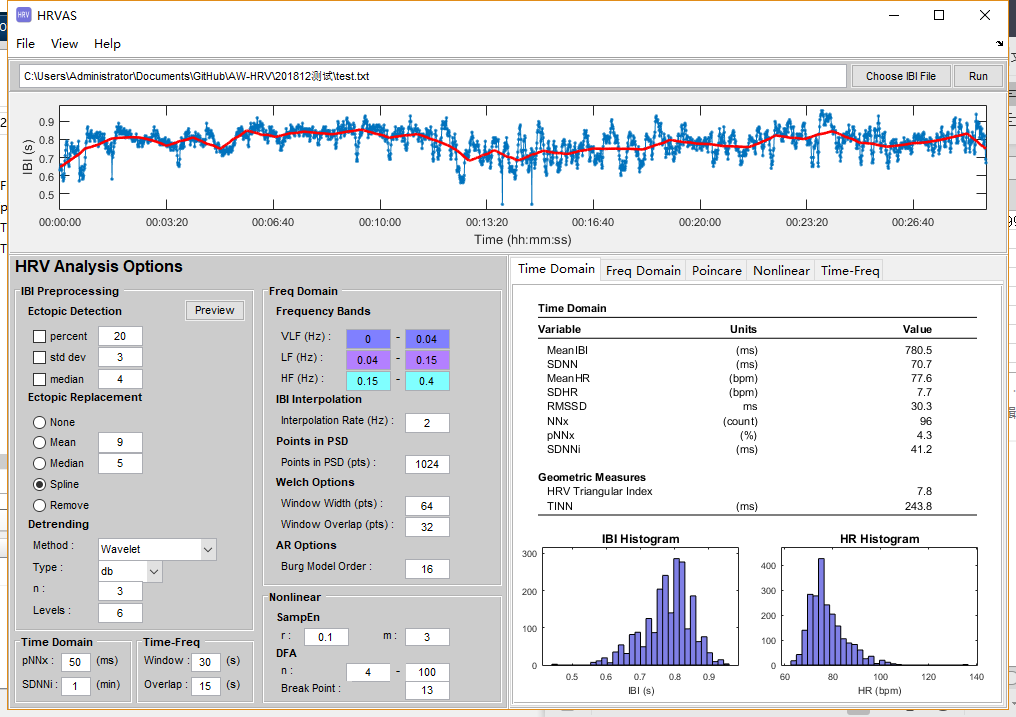 HRV HRVAS
File View Help
C:\Users\Administrator\Documents\GitHub\AW-HRV\201812测试\test.txt Choose IBI File Run
IBI (s)
0.9
0.8
0.7
0.6
0.5
00:00:00 00:03:20 00:06:40 00:10:00 00:13:20 00:16:40 00:20:00 00:23:20 00:26:40
Time (hh:mm:ss)
HRV Analysis Options
IBI Preprocessing
Ectopic Detection Preview
percent 20
std dev 3
median 4
Ectopic Replacement
None
Mean 9
Median 5
Spline
Remove
Detrending
Method : Wavelet
Type : db
n : 3
Levels : 6
Time Domain
pNNx : 50 (ms)
SDNNi : 1 (min)
Time-Freq
Window : 30 (s)
Overlap : 15 (s)
Freq Domain
Frequency Bands
VLF (Hz) : 0 - 0.04
LF (Hz) : 0.04 - 0.15
HF (Hz) : 0.15 - 0.4
IBI Interpolation
Interpolation Rate (Hz) : 2
Points in PSD
Points in PSD (pts) : 1024
Welch Options
Window Width (pts) : 64
Window Overlap (pts) : 32
AR Options
Burg Model Order : 16
Nonlinear
SampEn
r : 0.1 m : 3
DFA
n : 4 - 100
Break Point : 13
Time Domain Freq Domain Poincare Nonlinear Time-Freq
Time Domain
Variable Units Value
MeanIBI (ms) 780.5
SDNN (ms) 70.7
MeanHR (bpm) 77.6
SDHR (bpm) 7.7
RMSSD ms 30.3
NNx (count) 96
pNNx (%) 4.3
SDNNi (ms) 41.2
Geometric Measures
HRV Triangular Index 7.8
TINN (ms) 243.8
IBI Histogram
300
200
100
0
0.5 0.6 0.7 0.8 0.9
IBI (s)
HR Histogram
400
300
200
100
0
60 80 100 120 140
HR (bpm)